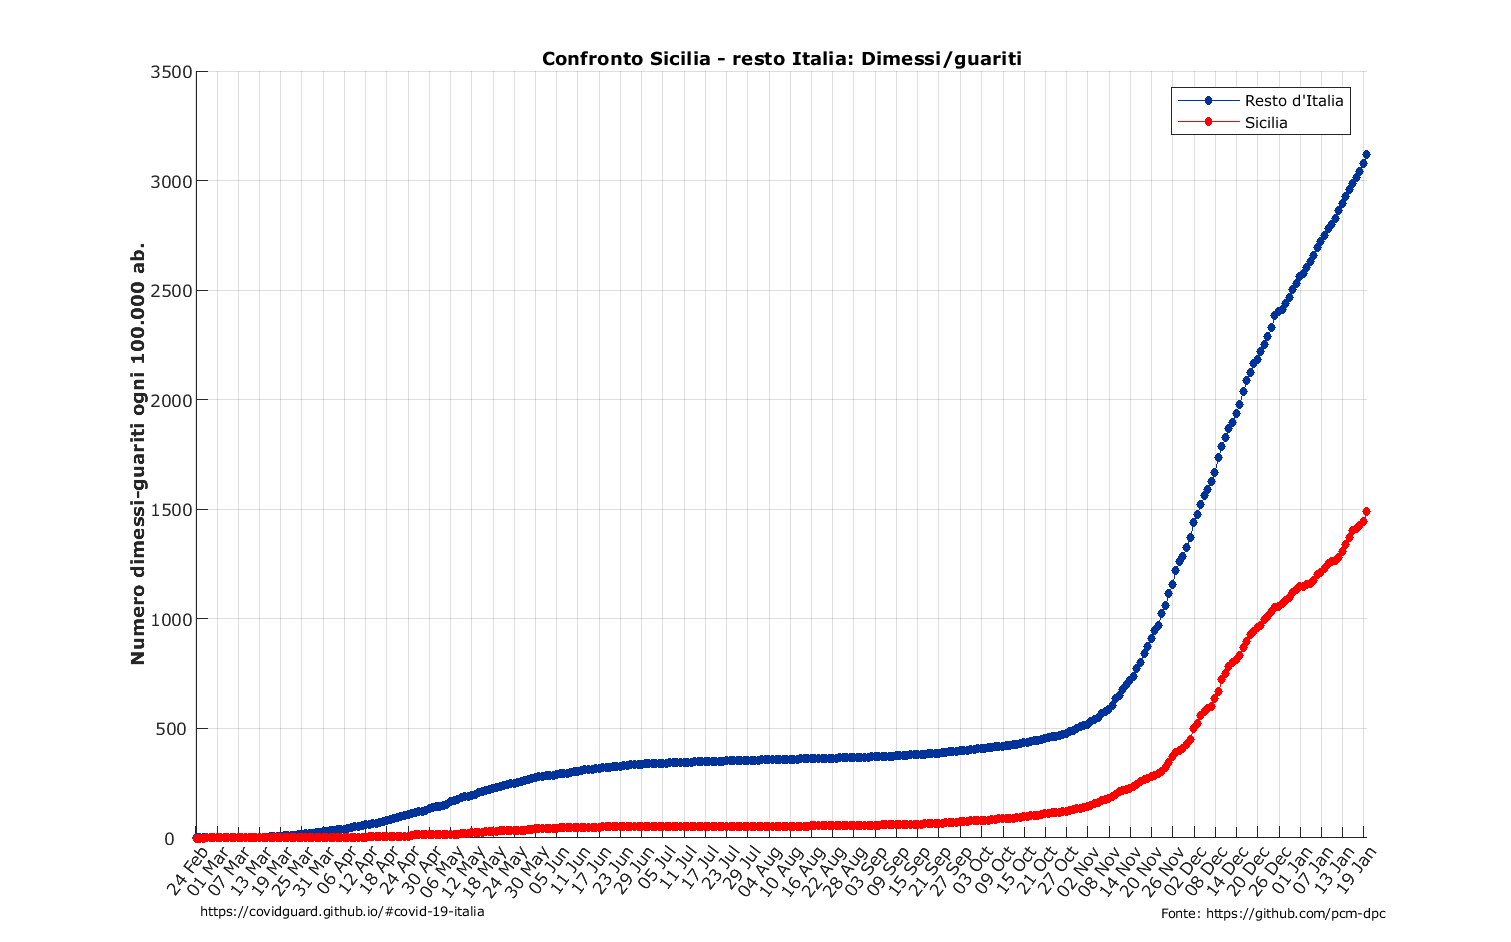 Confronto Sicilia - resto Italia: Dimessi/guariti
Resto d'Italia
Sicilia
Numero dimessi-guariti ogni 100.000 ab.
3500
3000
2500
2000
1500
1000
500
0
24 Feb
01 Mar
07 Mar
13 Mar
19 Mar
25 Mar
31 Mar
06 Apr
12 Apr
18 Apr
24 Apr
30 Apr
06 May
12 May
18 May
24 May
30 May
05 Jun
11 Jun
17 Jun
23 Jun
29 Jun
05 Jul
11 Jul
17 Jul
23 Jul
29 Jul
04 Aug
10 Aug
16 Aug
22 Aug
28 Aug
03 Sep
09 Sep
15 Sep
21 Sep
27 Sep
03 Oct
09 Oct
15 Oct
21 Oct
27 Oct
02 Nov
08 Nov
14 Nov
20 Nov
26 Nov
02 Dec
08 Dec
14 Dec
20 Dec
26 Dec
01 Jan
07 Jan
13 Jan
19 Jan
https://covidguard.github.io/#covid-19-italia
Fonte: https://github.com/pcm-dpc